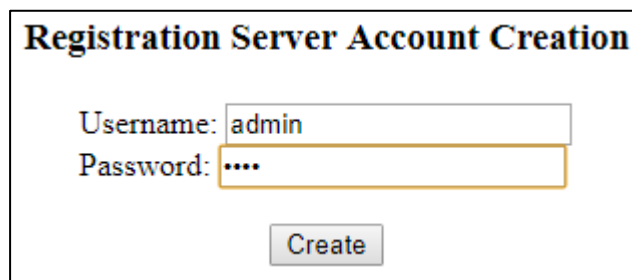 Registration Server Account Creation
Username: admin
Password: ••••
Create